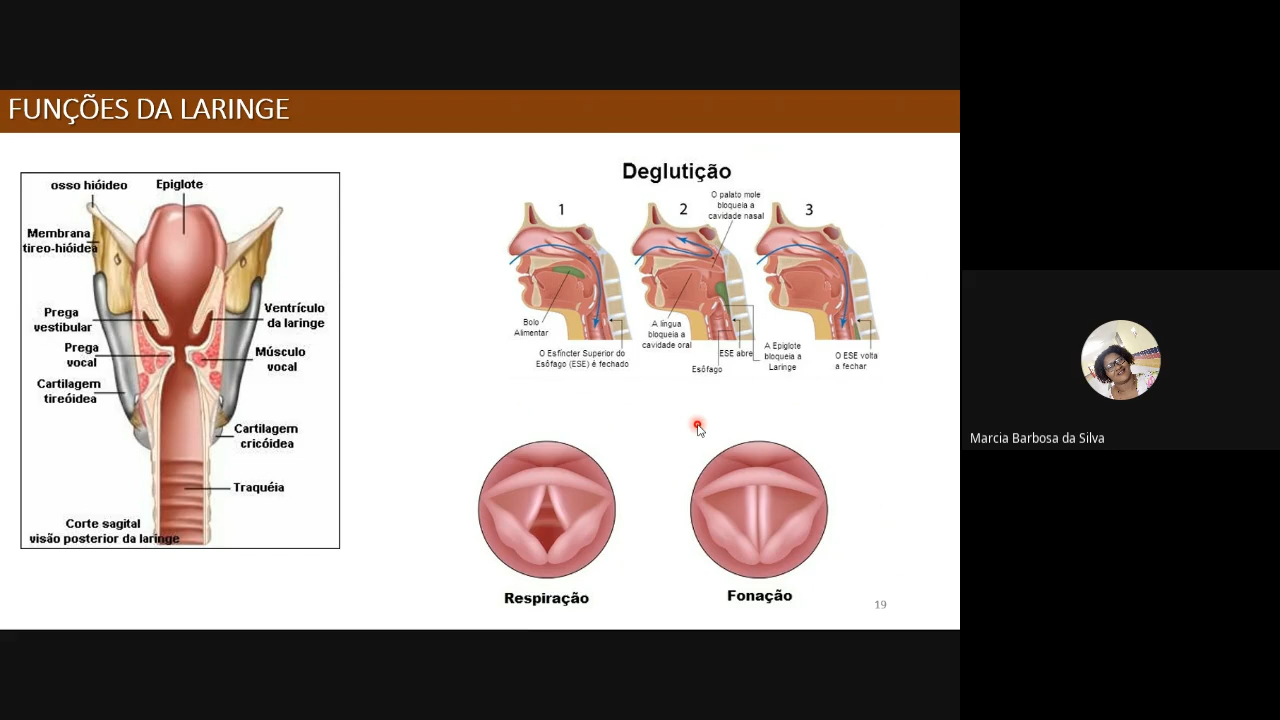 FUNÇÕES DA LARINGE
osso hióideo
Epiglote
Membrana
tireo-hióidea
Prega
vestibular
Ventrículo
da laringe
Prega
vocal
Músculo
vocal
Cartilagem
tireóidea
Cartilagem
cricóidea
Traquéia
Corte sagital
visão posterior da laringe
Deglutição
1
2
3
O palato mole
bloqueia a
cavidade nasal
Bolo
Alimentar
O Esfíncter Superior do
Esôfago (ESE) é fechado
A língua
bloqueia a
cavidade oral
ESE abre
Esôfago
A Epiglote
bloqueia a
Laringe
O ESE volta
a fechar
Respiração
Fonação
19
Marcia Barbosa da Silva